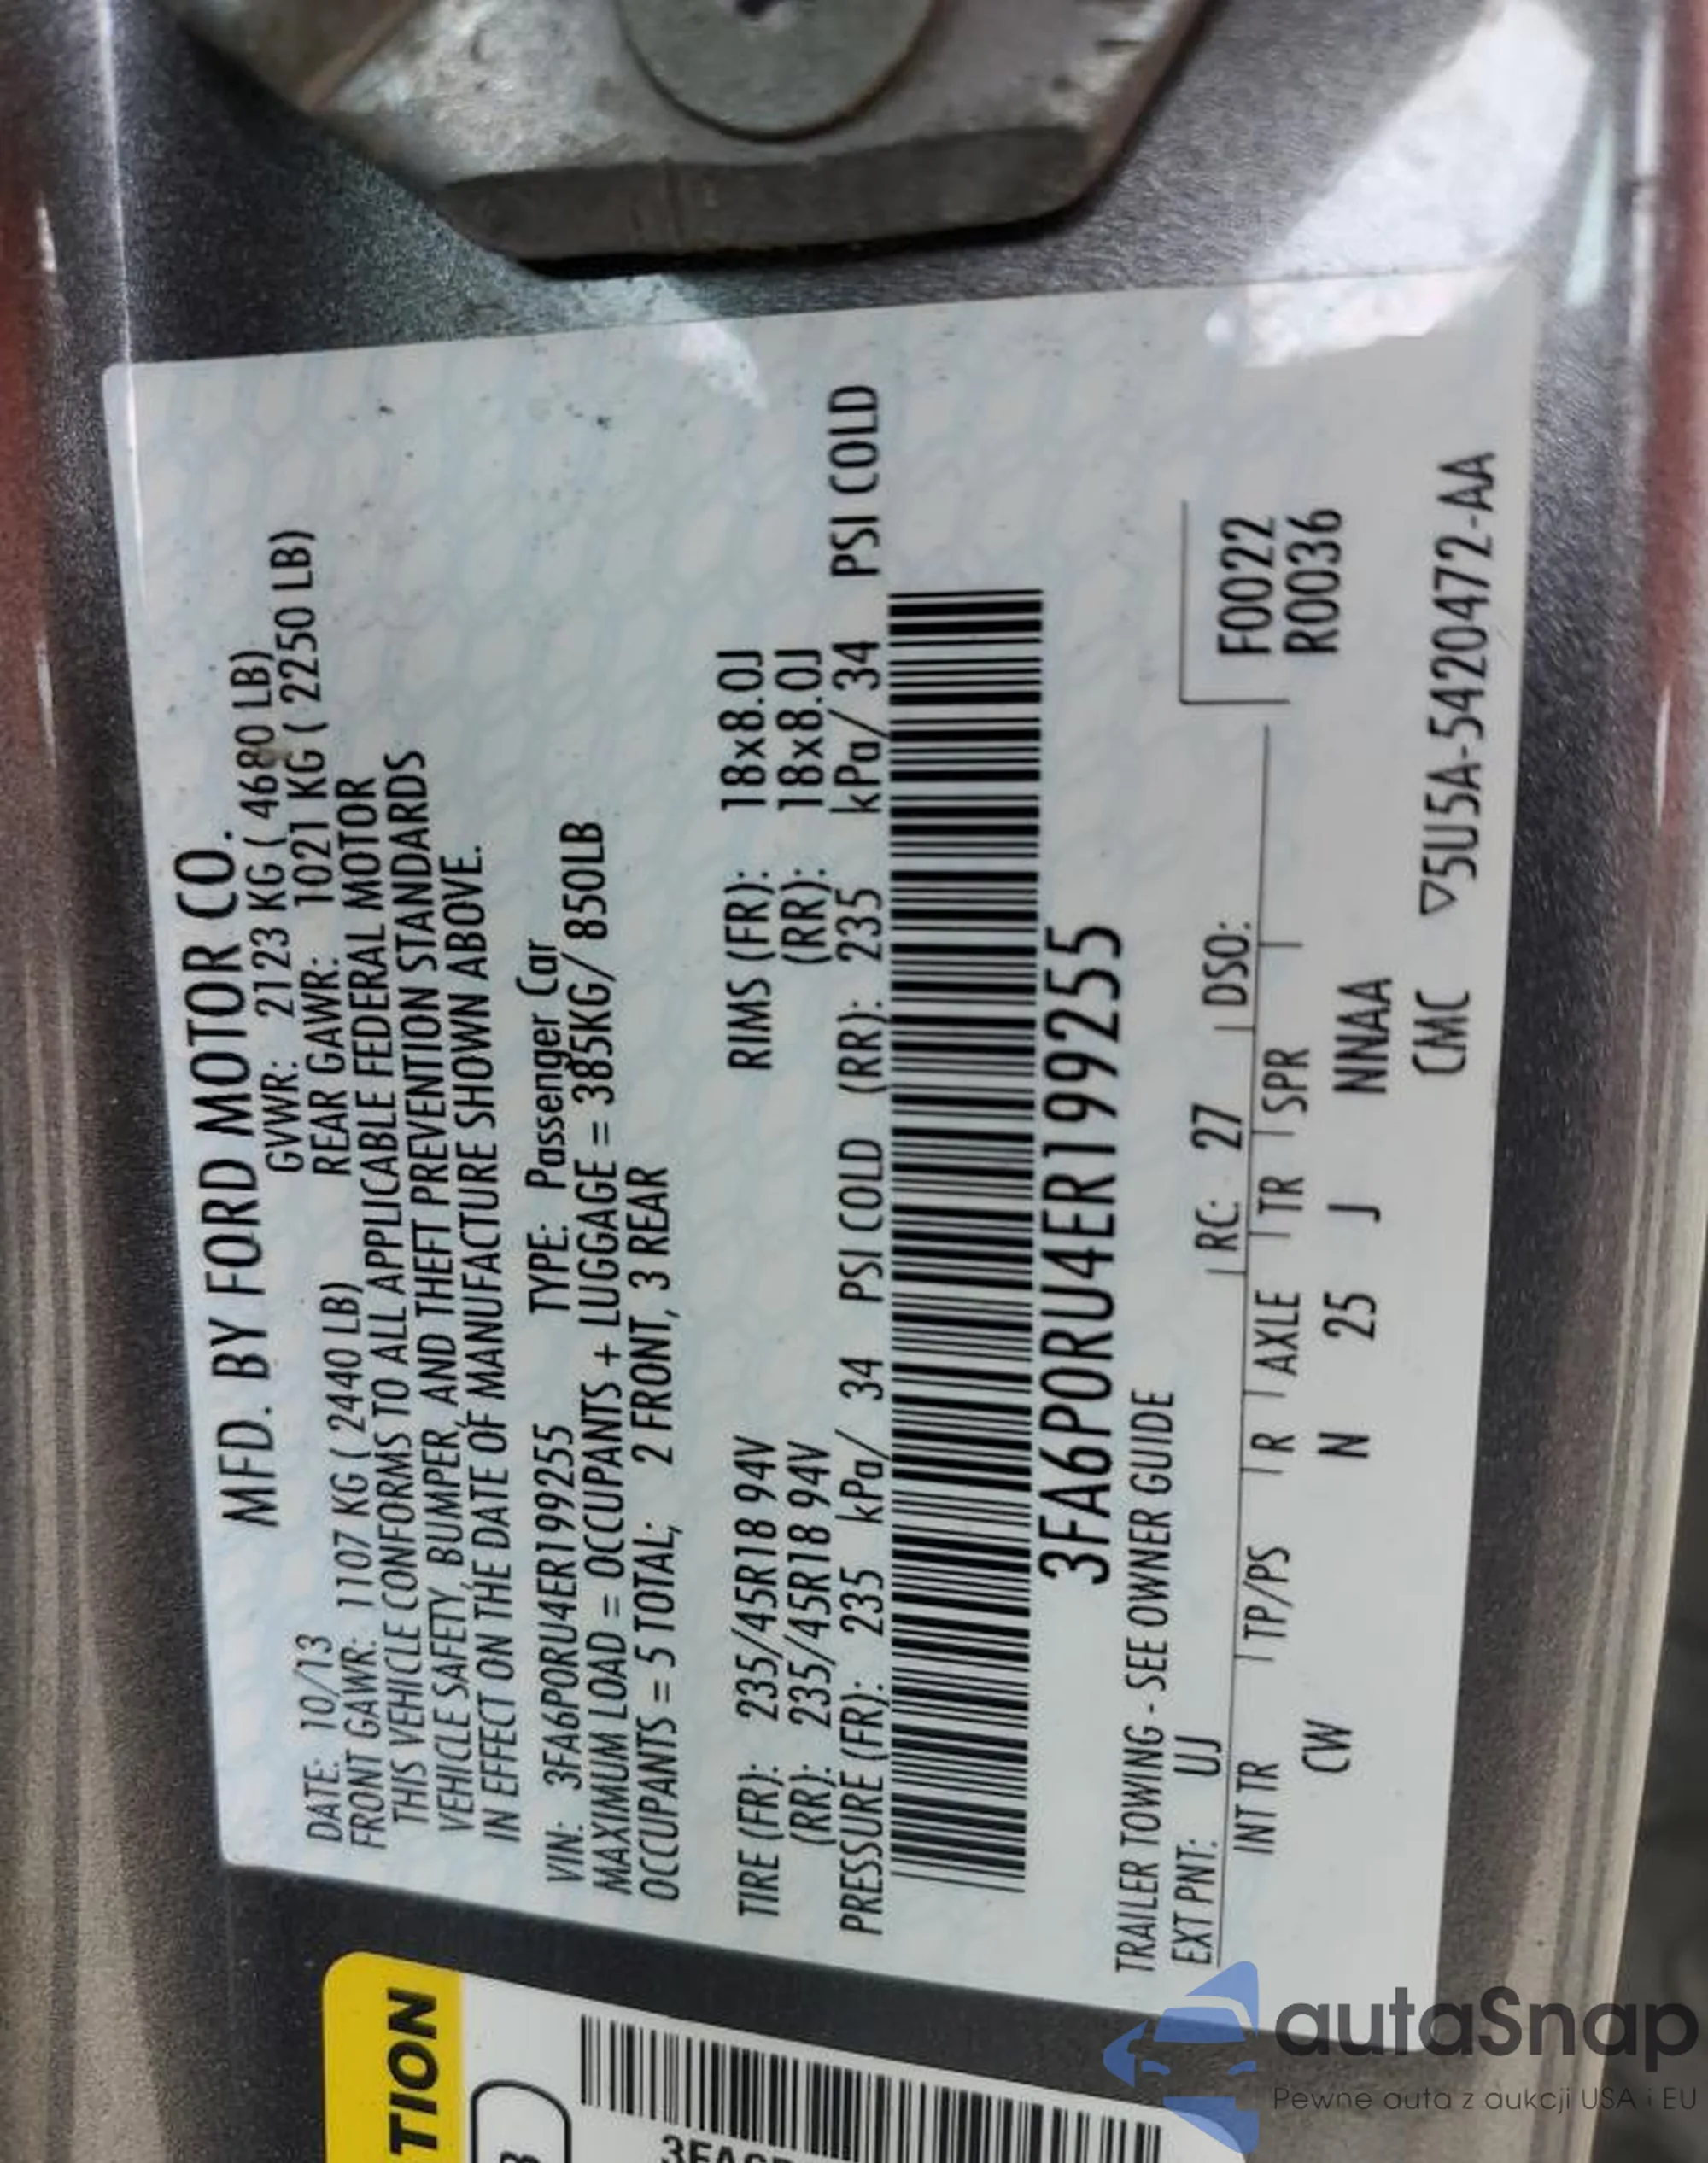 MFD. BY FORD MOTOR CO.
DATE: 10/13 GVWR: 2123 KG ( 4680 LB)
FRONT GAWR: 1107 KG ( 2440 LB) REAR GAWR: 1021 KG ( 2250 LB)
THIS VEHICLE CONFORMS TO ALL APPLICABLE FEDERAL MOTOR
VEHICLE SAFETY, BUMPER, AND THEFT PREVENTION STANDARDS
IN EFFECT ON THE DATE OF MANUFACTURE SHOWN ABOVE.
VIN: 3FA6P0RU4ER199255 TYPE: Passenger Car
MAXIMUM LOAD = OCCUPANTS + LUGGAGE = 385KG/ 850LB
OCCUPANTS = 5 TOTAL; 2 FRONT, 3 REAR
TIRE (FR): 235/45R18 94V RIMS (FR): 18x8.0J
(RR): 235/45R18 94V (RR): 18x8.0J
PRESSURE (FR): 235 kPa/ 34 PSI COLD (RR): 235 kPa/ 34 PSI COLD
3FA6P0RU4ER199255
TRAILER TOWING - SEE OWNER GUIDE
EXT PNT: UJ RC: 27 DSO:
F0022
R0036
INT TR TP/PS R AXLE TR SPR
CW N 25 J NNAA
CMC ▽5U5A-5420472-AA
TION
autaSnap
Pewne auta z aukcji USA i EU